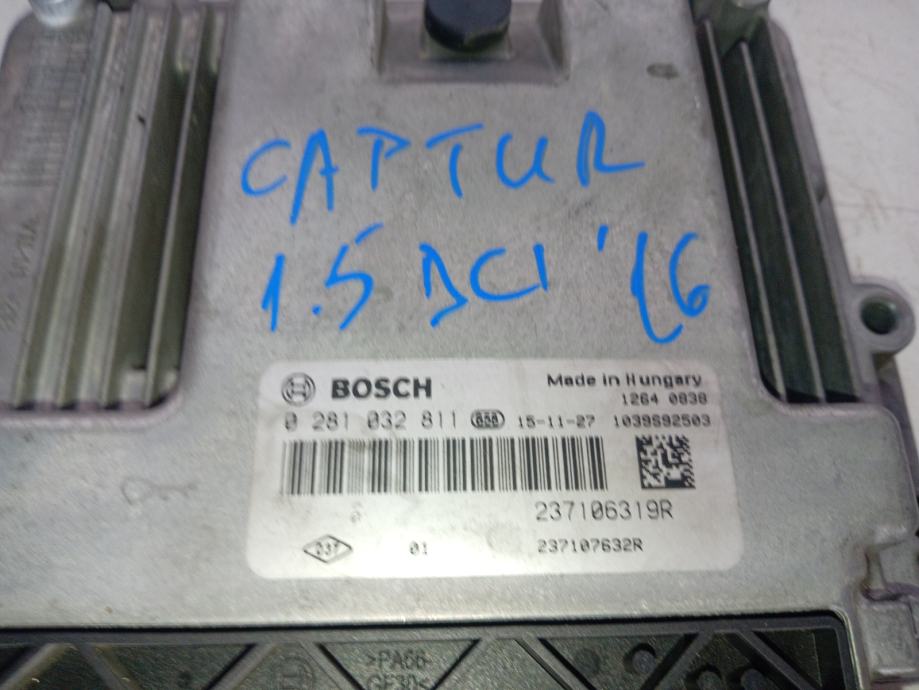 CAPTUR
1.5 DCI '16
BOSCH
Made in Hungary
1264 0838
0 281 032 811 15-11-27 1039S92503
237106319R
01 237107632R
>PA66-
GF30<